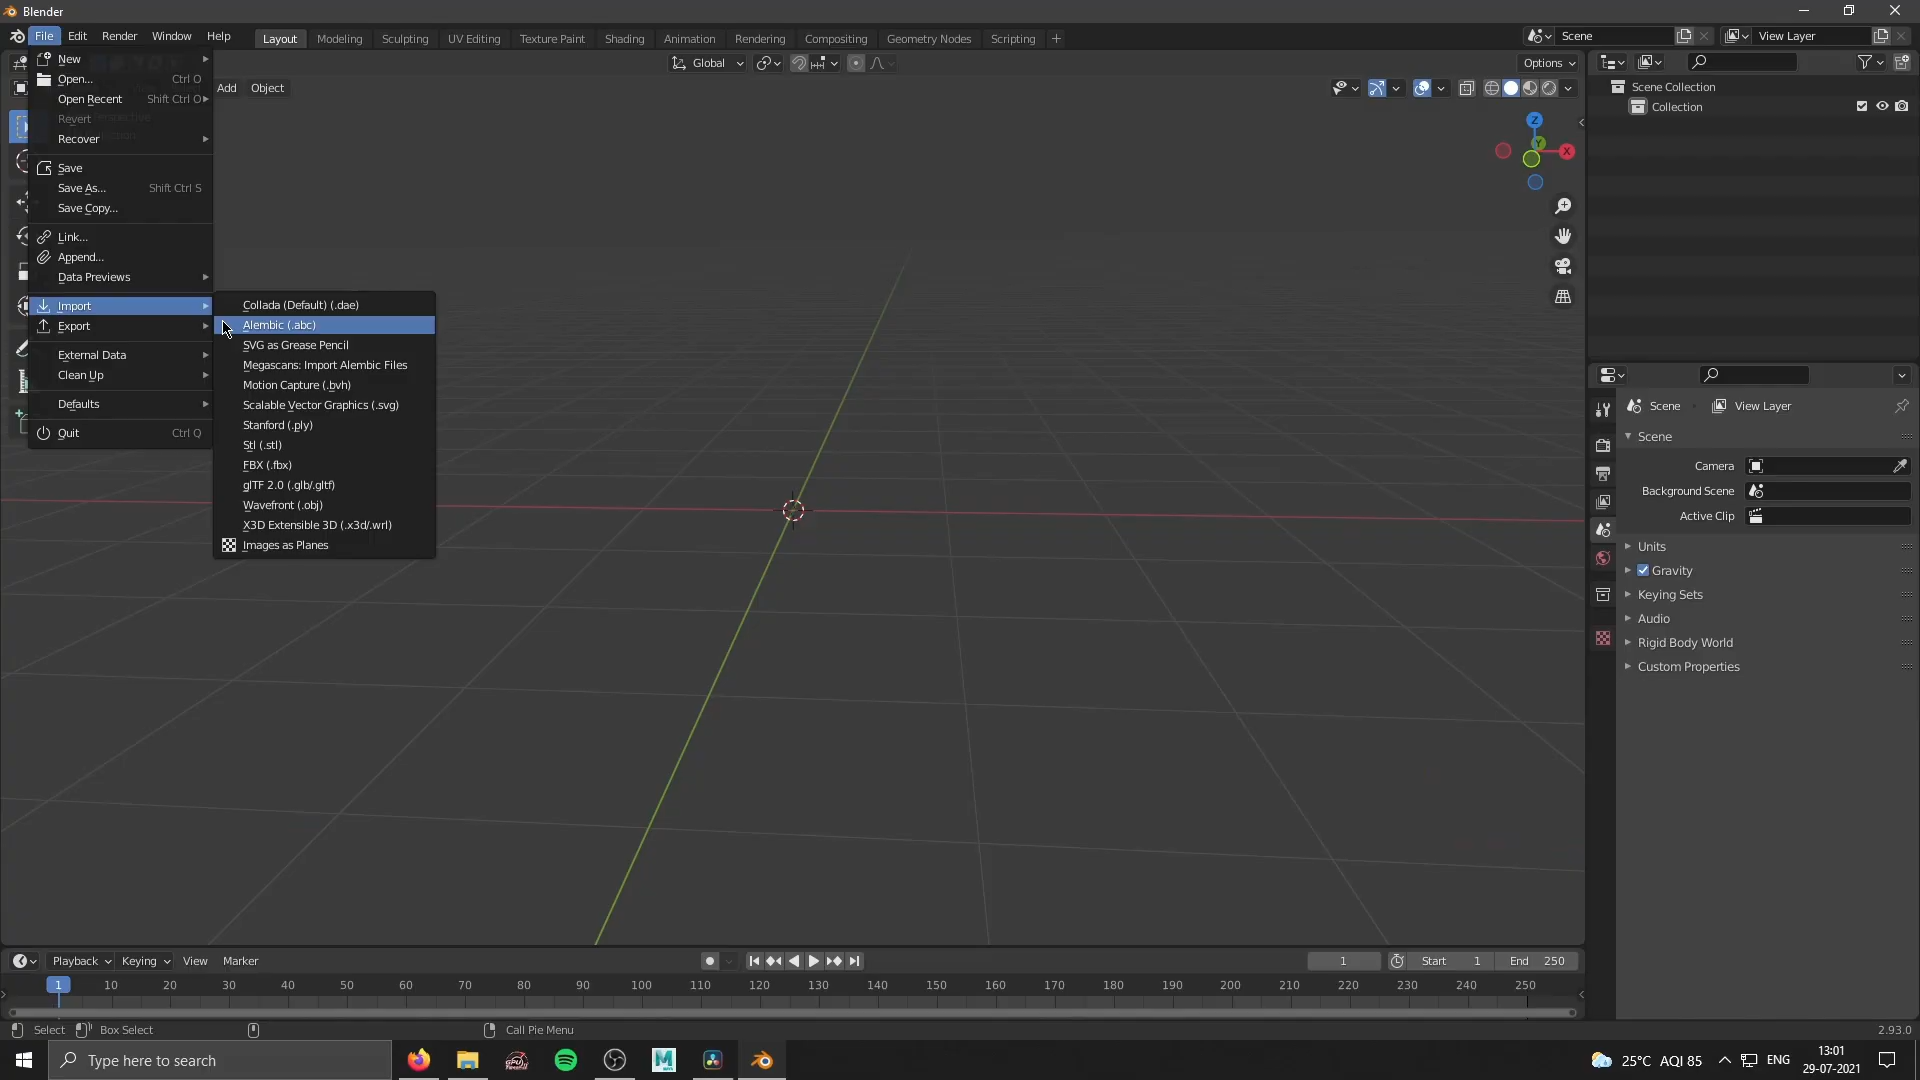 Blender
File Edit Render Window Help Layout Modeling Sculpting UV Editing Texture Paint Shading Animation Rendering Compositing Geometry Nodes Scripting + Scene View Layer
Global Options
Add Object
New
Open... Ctrl O
Open Recent Shift Ctrl O
Revert
Recover
Save
Save As... Shift Ctrl S
Save Copy...
Link...
Append...
Data Previews
Import
Export
External Data
Clean Up
Defaults
Quit Ctrl Q
Collada (Default) (.dae)
Alembic (.abc)
SVG as Grease Pencil
Megascans: Import Alembic Files
Motion Capture (.bvh)
Scalable Vector Graphics (.svg)
Stanford (.ply)
Stl (.stl)
FBX (.fbx)
glTF 2.0 (.glb/.gltf)
Wavefront (.obj)
X3D Extensible 3D (.x3d/.wrl)
Images as Planes
Z
Y
X
Scene Collection
Collection
Scene View Layer
Scene
Camera
Background Scene
Active Clip
Units
Gravity
Keying Sets
Audio
Rigid Body World
Custom Properties
Playback Keying View Marker 1 Start 1 End 250
1 10 20 30 40 50 60 70 80 90 100 110 120 130 140 150 160 170 180 190 200 210 220 230 240 250
Select Box Select Call Pie Menu 2.93.0
Type here to search 25°C AQI 85 ENG 13:01
29-07-2021